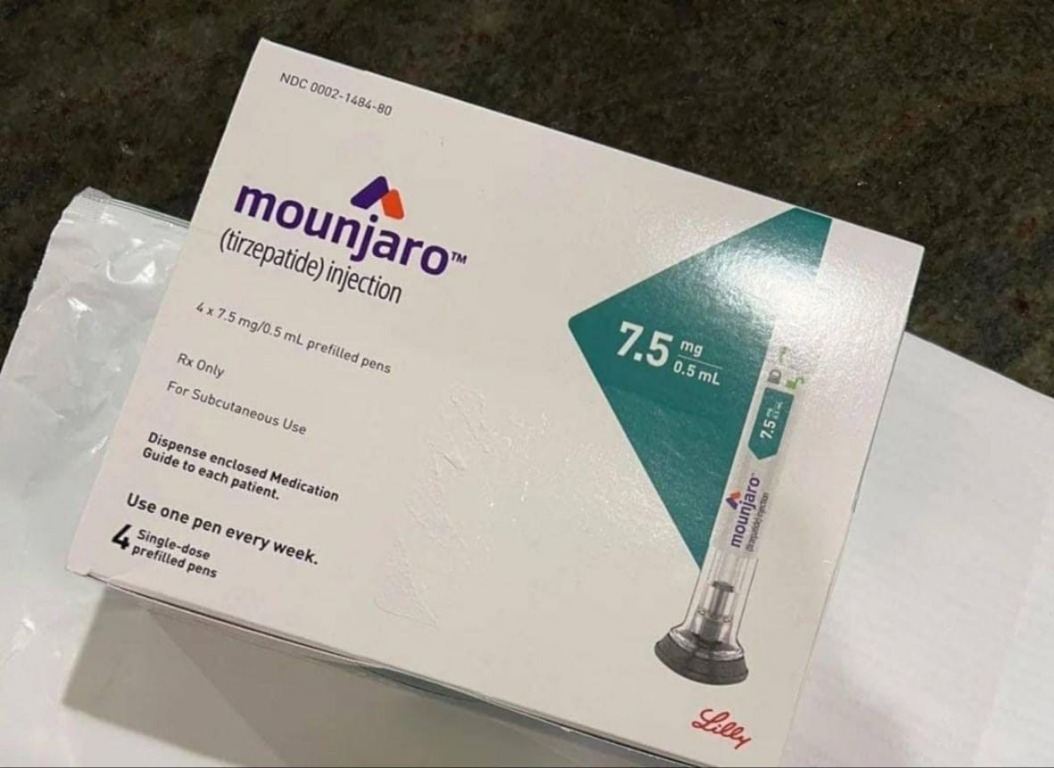 NDC 0002-1484-80
mounjaro™
(tirzepatide) injection
4 x 7.5 mg/0.5 mL prefilled pens
Rx Only
For Subcutaneous Use
Dispense enclosed Medication
Guide to each patient.
Use one pen every week.
4 Single-dose
prefilled pens
7.5 mg
0.5 mL
7.5
mounjaro
(tirzepatide) injection
Lilly